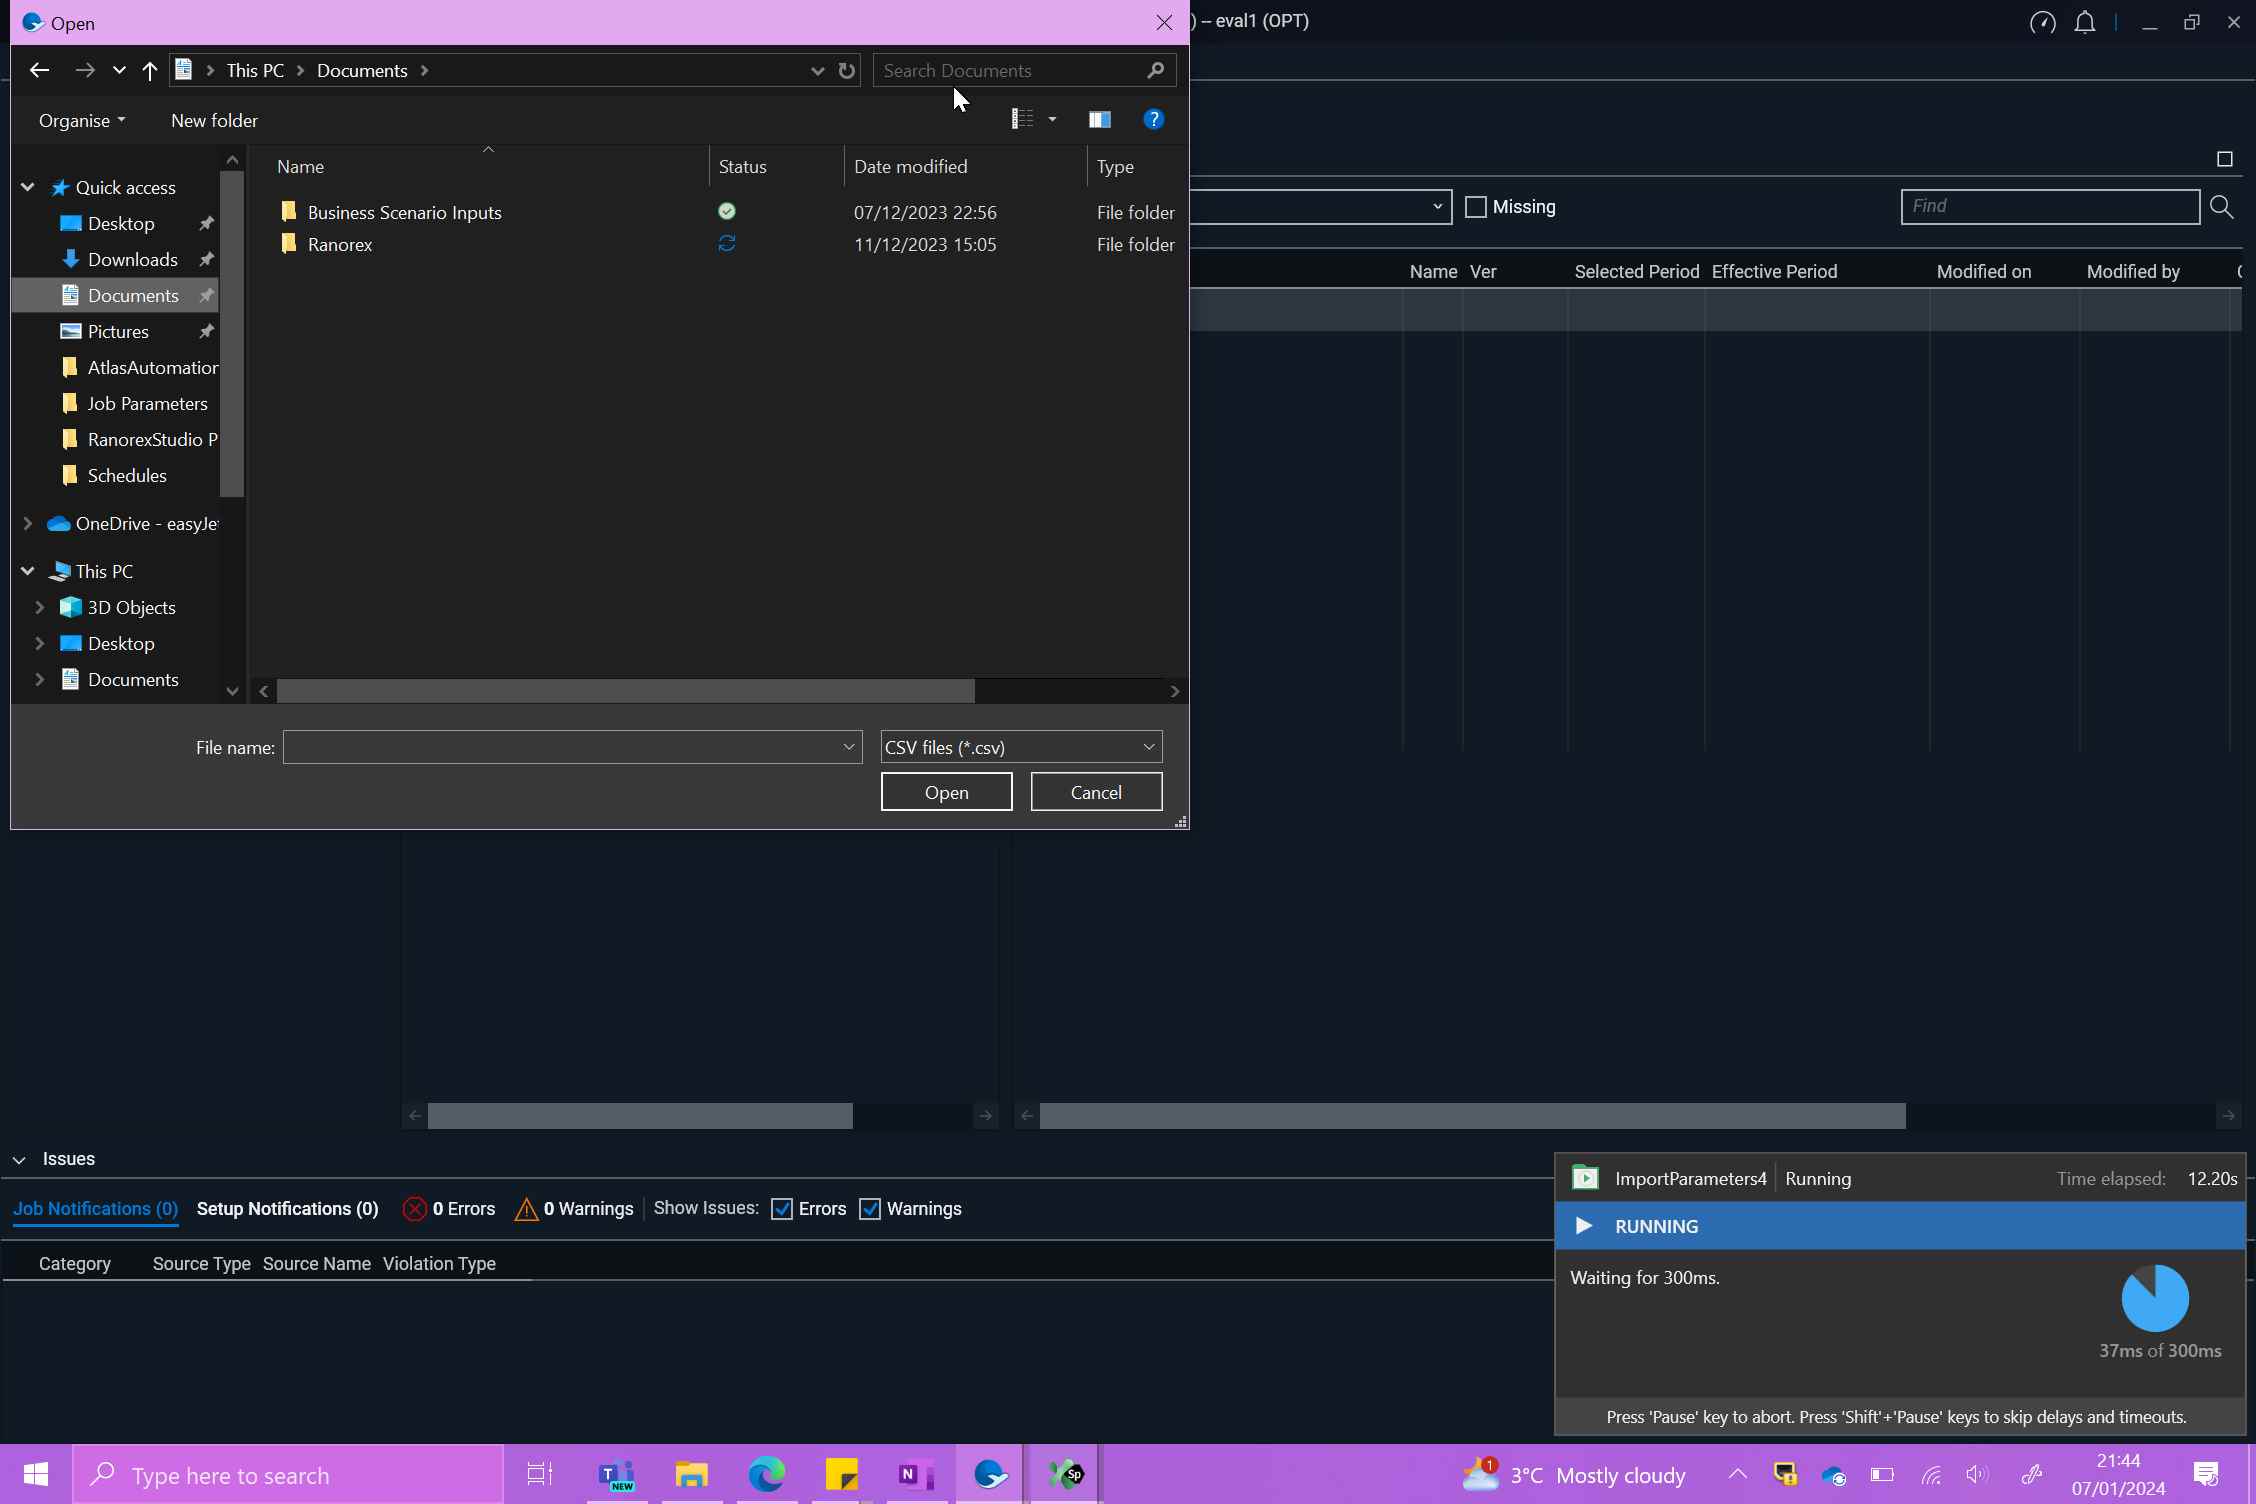 Open
) – eval1 (OPT)
This PC
Documents
Search Documents
Organise
New folder
Name
Status
Date modified
Type
Business Scenario Inputs
07/12/2023 22:56
File folder
Ranorex
11/12/2023 15:05
File folder
Quick access
Desktop
Downloads
Documents
Pictures
AtlasAutomation
Job Parameters
RanorexStudio P
Schedules
OneDrive - easyJet
This PC
3D Objects
Desktop
Documents
File name:
CSV files (*.csv)
Open
Cancel
Missing
Find
Name
Ver
Selected Period
Effective Period
Modified on
Modified by
Issues
Job Notifications (0)
Setup Notifications (0)
0 Errors
0 Warnings
Show Issues:
Errors
Warnings
Category
Source Type
Source Name
Violation Type
ImportParameters4
Running
Time elapsed:
12.20s
RUNNING
Waiting for 300ms.
37ms of 300ms
Press 'Pause' key to abort. Press 'Shift'+'Pause' keys to skip delays and timeouts.
Type here to search
T
NEW
N
Sp
1
3°C Mostly cloudy
21:44
07/01/2024